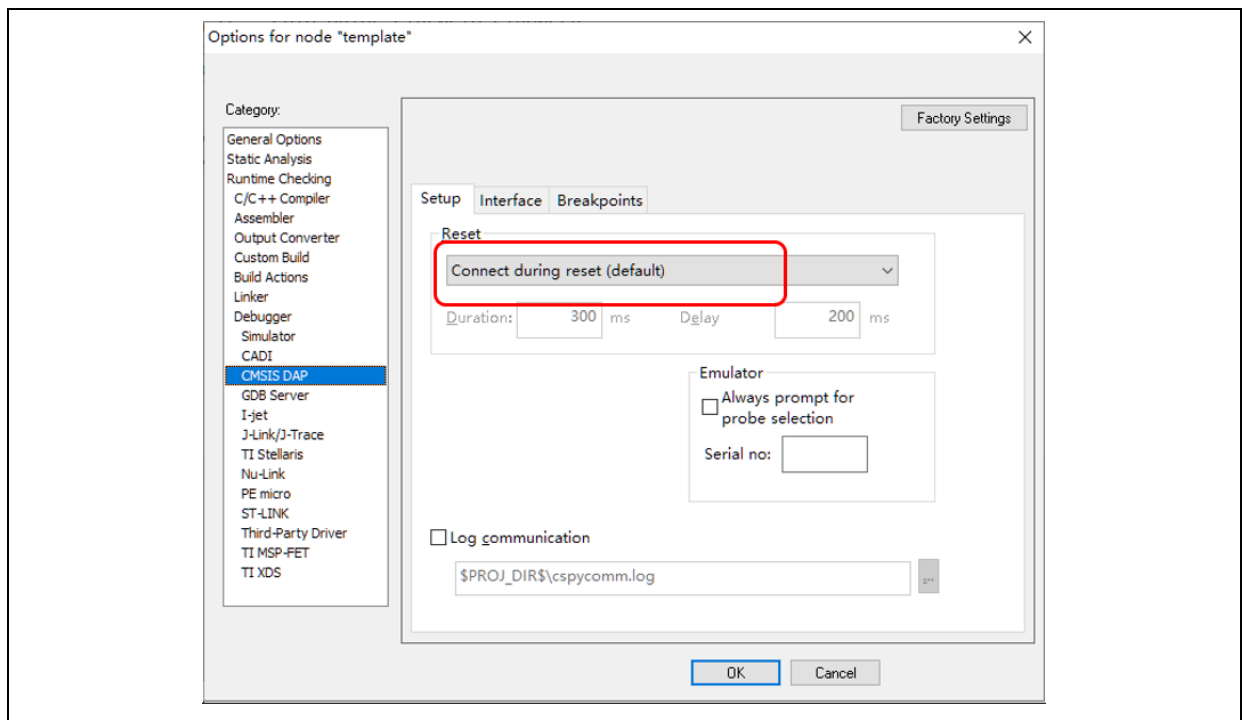 Options for node "template"
Category:
Factory Settings
General Options
Static Analysis
Runtime Checking
C/C++ Compiler
Assembler
Output Converter
Custom Build
Build Actions
Linker
Debugger
Simulator
CADI
CMSIS DAP
GDB Server
I-jet
J-Link/J-Trace
TI Stellaris
Nu-Link
PE micro
ST-LINK
Third-Party Driver
TI MSP-FET
TI XDS
Setup Interface Breakpoints
Reset
Connect during reset (default)
Duration: 300 ms Delay 200 ms
Emulator
Always prompt for
probe selection
Serial no:
Log communication
$PROJ_DIR$\cspycomm.log
...
OK Cancel